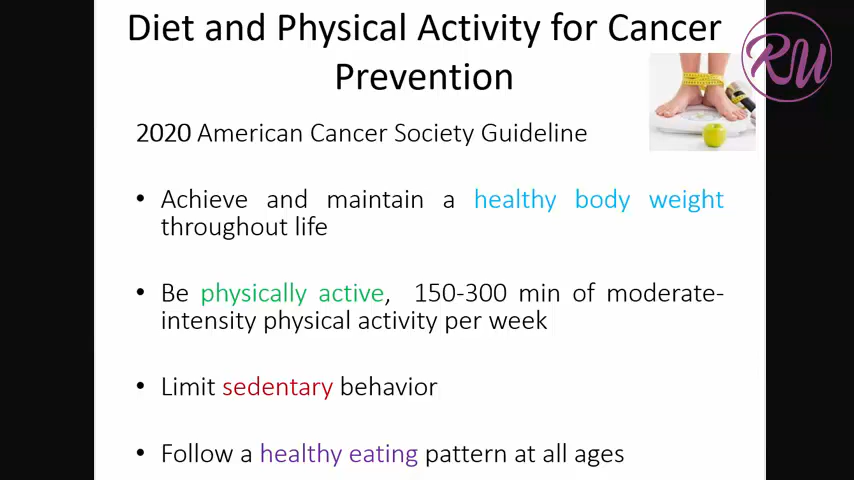 Diet and Physical Activity for Cancer
Prevention
RU
2020 American Cancer Society Guideline
• Achieve and maintain a healthy body weight
throughout life
• Be physically active, 150-300 min of moderate-
intensity physical activity per week
• Limit sedentary behavior
• Follow a healthy eating pattern at all ages